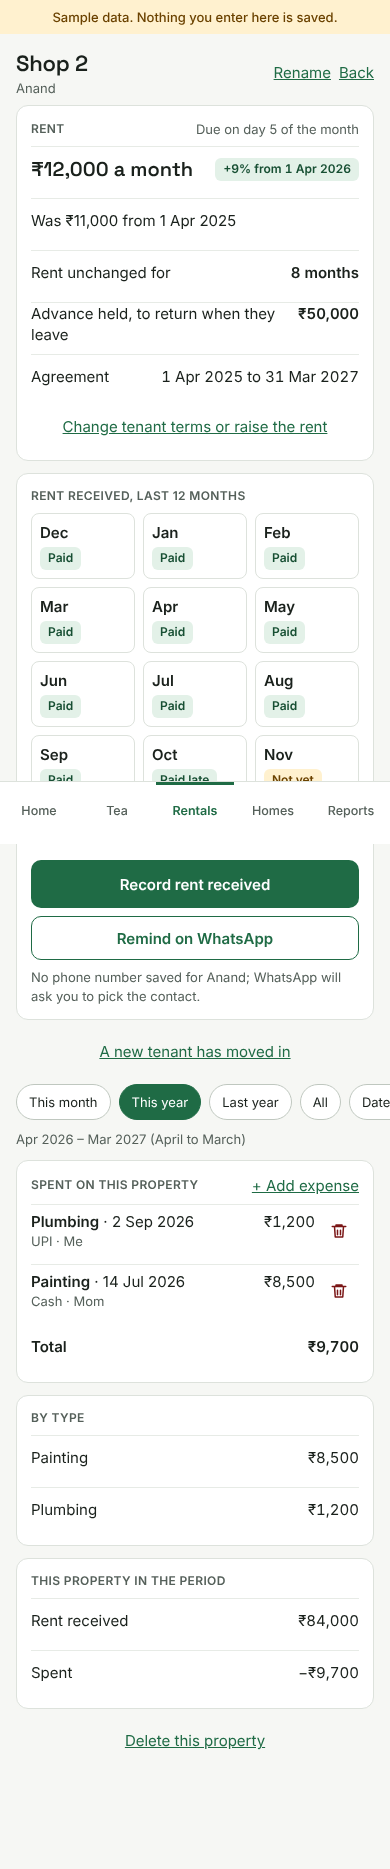 Sample data. Nothing you enter here is saved.
Shop 2
Rename Back
Anand
RENT
Due on day 5 of the month
₹12,000 a month
+9% from 1 Apr 2026
Was ₹11,000 from 1 Apr 2025
Rent unchanged for 8 months
Advance held, to return when they ₹50,000
leave
Agreement 1 Apr 2025 to 31 Mar 2027
Change tenant terms or raise the rent
RENT RECEIVED, LAST 12 MONTHS
Dec Jan Feb
Paid Paid Paid
Mar Apr May
Paid Paid Paid
Jun Jul Aug
Paid Paid Paid
Sep Oct Nov
Paid Paid late Not yet
Home Tea Rentals Homes Reports
Record rent received
Remind on WhatsApp
No phone number saved for Anand; WhatsApp will
ask you to pick the contact.
A new tenant has moved in
This month This year Last year All Date
Apr 2026 – Mar 2027 (April to March)
SPENT ON THIS PROPERTY + Add expense
Plumbing · 2 Sep 2026 ₹1,200
UPI · Me
Painting · 14 Jul 2026 ₹8,500
Cash · Mom
Total ₹9,700
BY TYPE
Painting ₹8,500
Plumbing ₹1,200
THIS PROPERTY IN THE PERIOD
Rent received ₹84,000
Spent −₹9,700
Delete this property